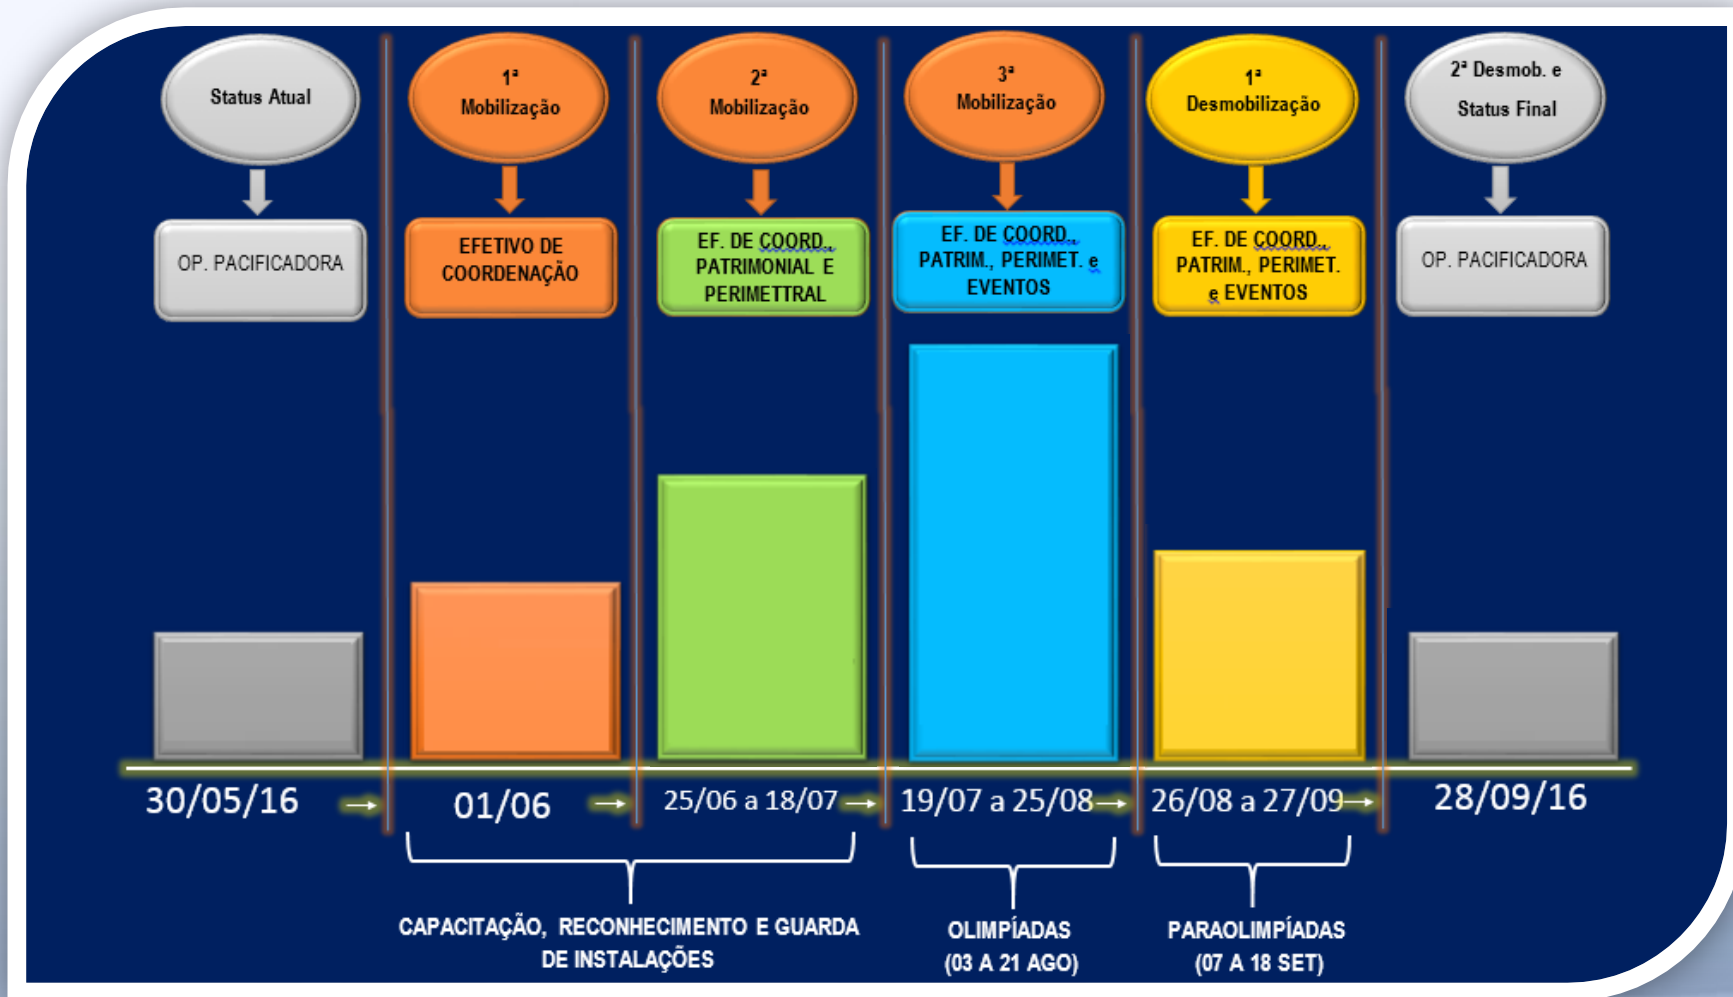 Status Atual
1ª
Mobilização
2ª
Mobilização
3ª
Mobilização
1ª
Desmobilização
2ª Desmob. e
Status Final
OP. PACIFICADORA
EFETIVO DE
COORDENAÇÃO
EF. DE COORD.,
PATRIMONIAL E
PERIMETTRAL
EF. DE COORD.,
PATRIM., PERIMET. e
EVENTOS
EF. DE COORD.,
PATRIM., PERIMET.
e EVENTOS
OP. PACIFICADORA
30/05/16
01/06
25/06 a 18/07
19/07 a 25/08
26/08 a 27/09
28/09/16
CAPACITAÇÃO, RECONHECIMENTO E GUARDA
DE INSTALAÇÕES
OLIMPÍADAS
(03 A 21 AGO)
PARAOLIMPÍADAS
(07 A 18 SET)